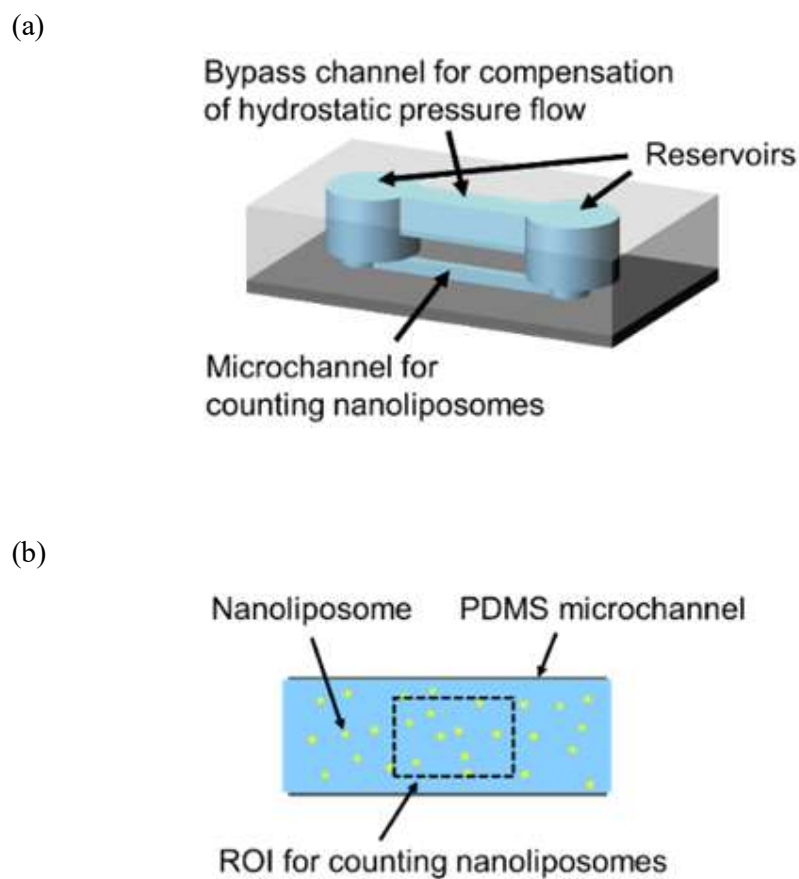 (a)
Bypass channel for compensation
of hydrostatic pressure flow
Reservoirs
Microchannel for
counting nanoliposomes
(b)
Nanoliposome
PDMS microchannel
ROI for counting nanoliposomes